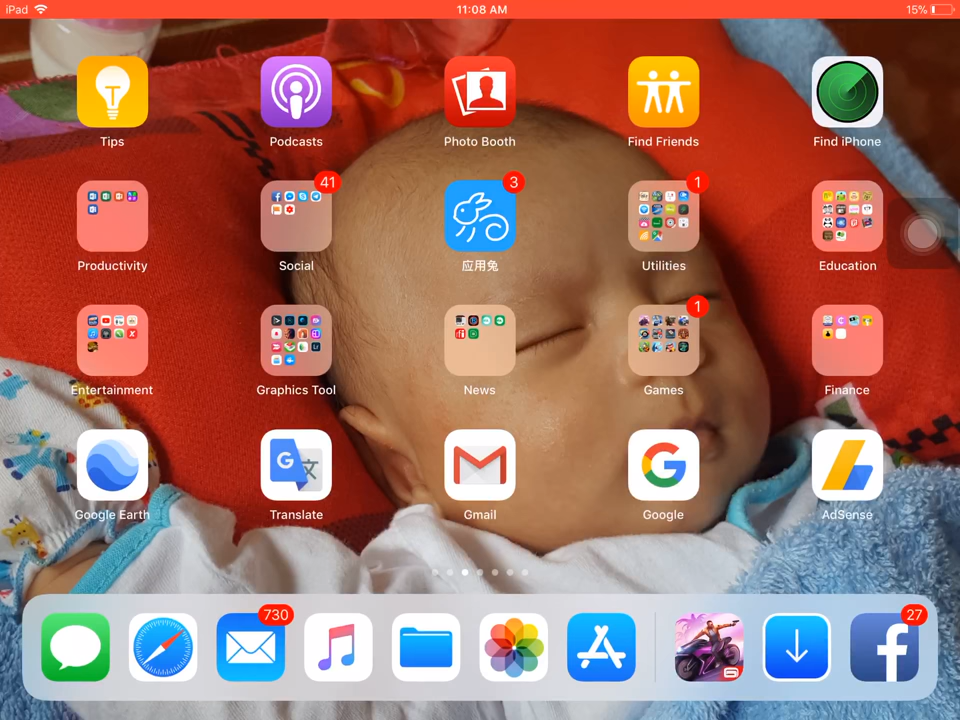 iPad
11:08 AM
15%
Tips
Podcasts
Photo Booth
Find Friends
Find iPhone
41
3
1
Productivity
Social
应用兔
Utilities
Education
1
Entertainment
Graphics Tool
News
Games
Finance
G 文
G
Google Earth
Translate
Gmail
Google
AdSense
730
27